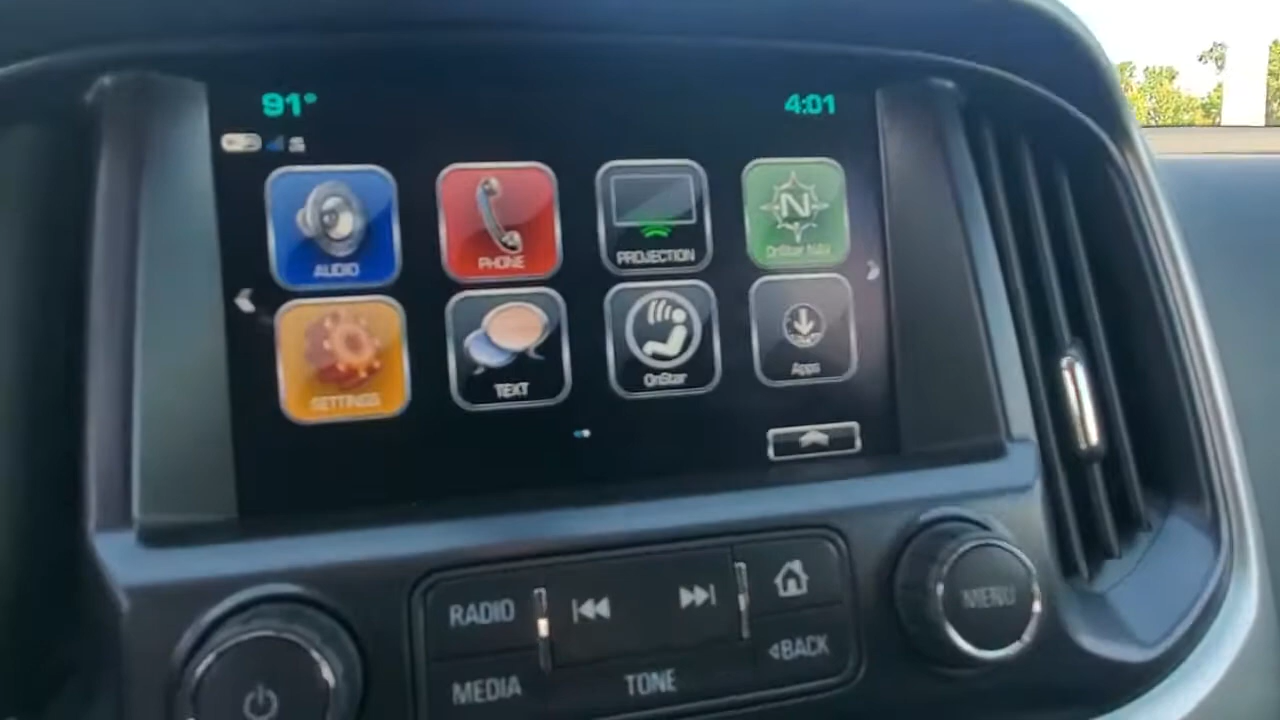 91°
4:01
AUDIO
PHONE
PROJECTION
N
OnStar NAV
SETTINGS
TEXT
OnStar
Apps
RADIO
MENU
BACK
MEDIA
TONE